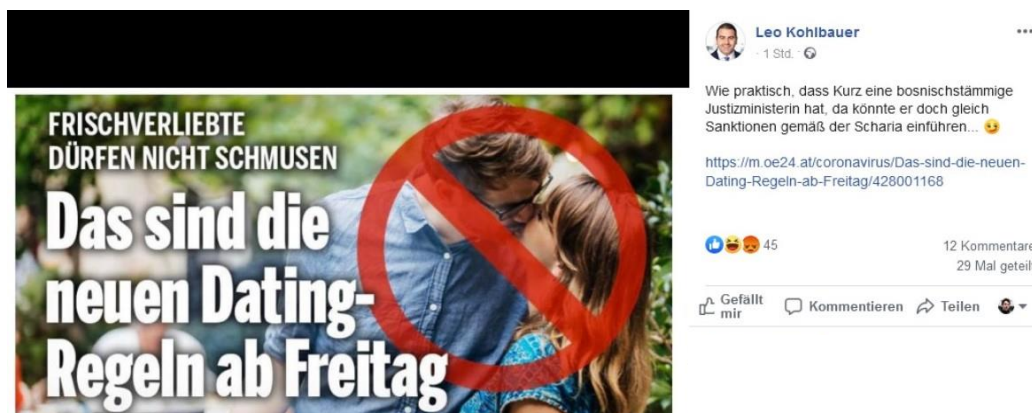 FRISCHVERLIEBTE
DÜRFEN NICHT SCHMUSEN
Das sind die
neuen Dating-
Regeln ab Freitag
Leo Kohlbauer
· 1 Std. ·
Wie praktisch, dass Kurz eine bosnischstämmige
Justizministerin hat, da könnte er doch gleich
Sanktionen gemäß der Scharia einführen...
https://m.oe24.at/coronavirus/Das-sind-die-neuen-
Dating-Regeln-ab-Freitag/428001168
45
12 Kommentare
29 Mal geteilt
Gefällt
mir
Kommentieren
Teilen